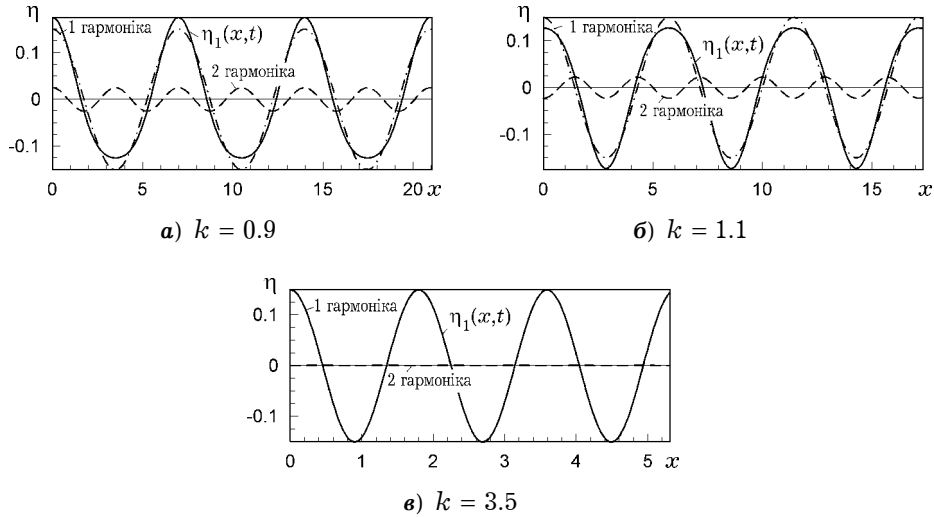 η
1 гармоніка
η₁(x,t)
2 гармоніка
0.1
0
-0.1
0 5 10 15 20 x
а) k = 0.9
η
1 гармоніка
η₁(x,t)
2 гармоніка
0.1
0
-0.1
0 5 10 15 x
б) k = 1.1
η
1 гармоніка
η₁(x,t)
2 гармоніка
0.1
0
-0.1
0 1 2 3 4 5 x
в) k = 3.5